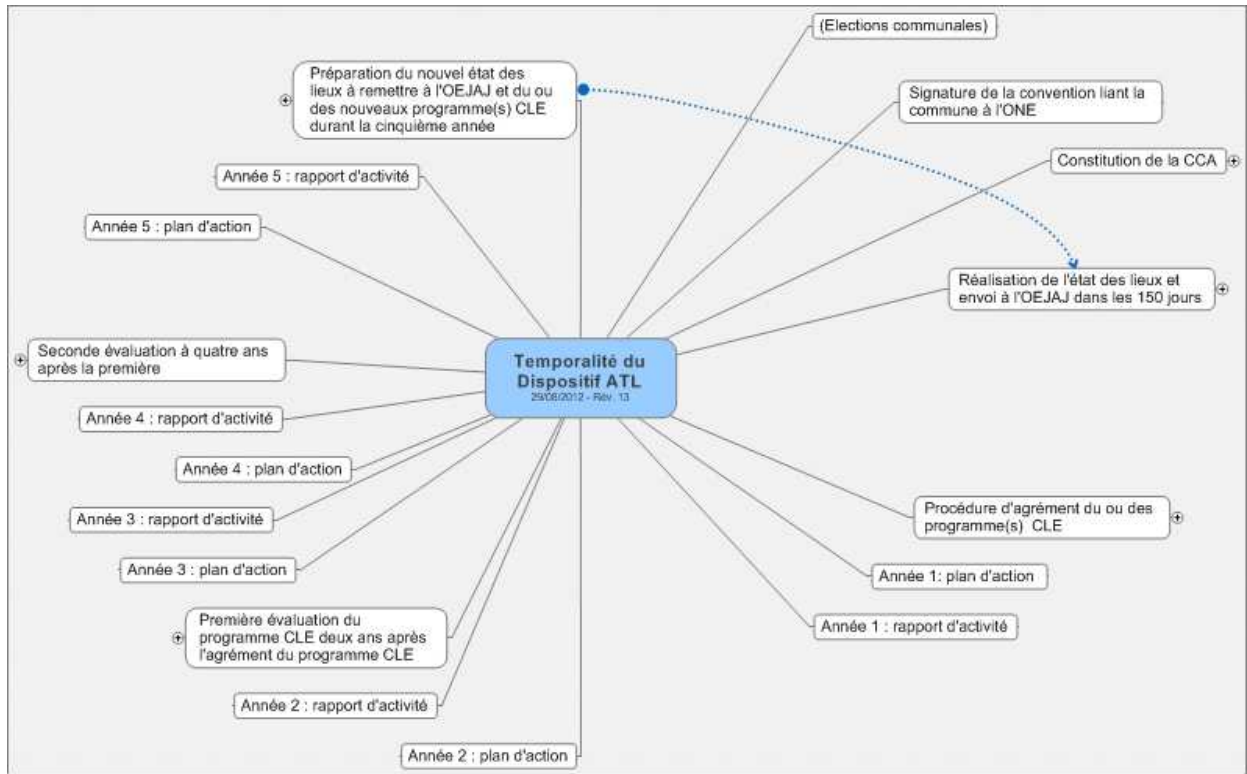 Temporalité du
Dispositif ATL
29/08/2012 - Rév. 13
(Elections communales)
Signature de la convention liant la
commune à l'ONE
Constitution de la CCA
Réalisation de l'état des lieux et
envoi à l'OEJAJ dans les 150 jours
Procédure d'agrément du ou des
programme(s) CLE
Année 1: plan d'action
Année 1 : rapport d'activité
Année 2 : plan d'action
Année 2 : rapport d'activité
Première évaluation du
programme CLE deux ans après
l'agrément du programme CLE
Année 3 : plan d'action
Année 3 : rapport d'activité
Année 4 : plan d'action
Année 4 : rapport d'activité
Seconde évaluation à quatre ans
après la première
Année 5 : plan d'action
Année 5 : rapport d'activité
Préparation du nouvel état des
lieux à remettre à l'OEJAJ et du ou
des nouveaux programme(s) CLE
durant la cinquième année